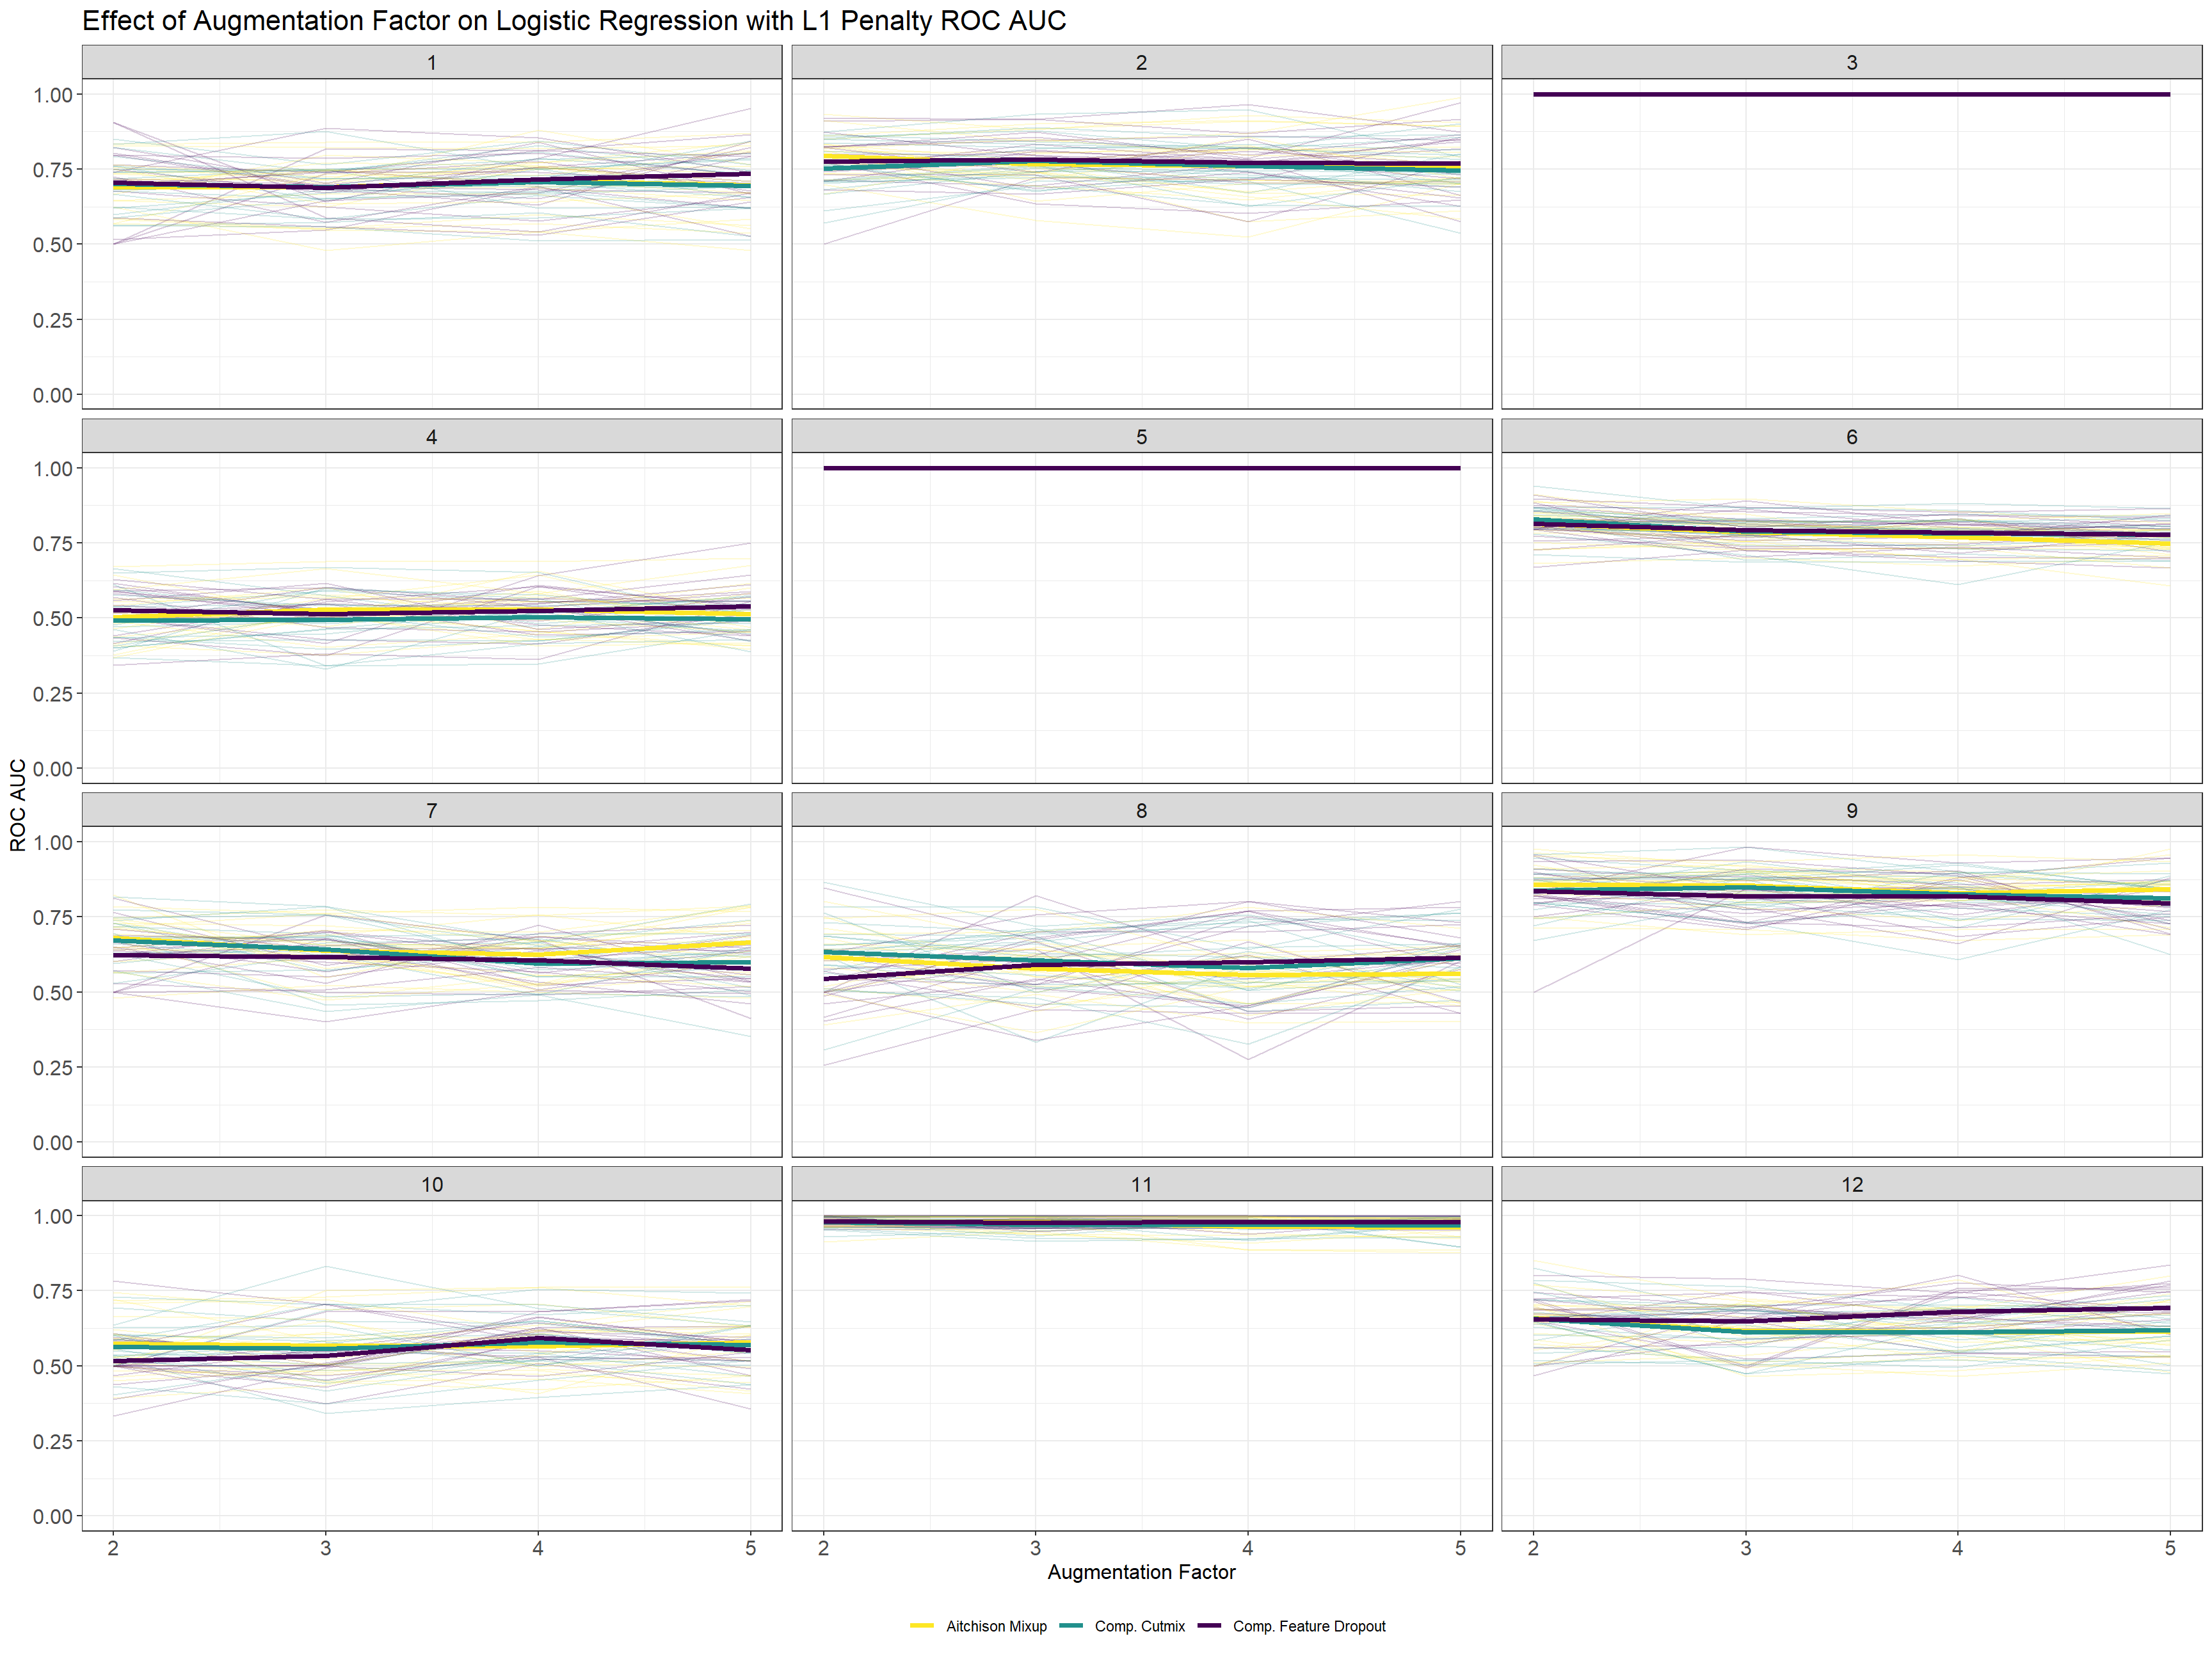 Effect of Augmentation Factor on Logistic Regression with L1 Penalty ROC AUC
1 2 3
1.00
0.75
0.50
0.25
0.00
4 5 6
1.00
0.75
0.50
0.25
0.00
7 8 9
1.00
0.75
0.50
0.25
0.00
10 11 12
1.00
0.75
0.50
0.25
0.00
ROC AUC
2 3 4 5 2 3 4 5 2 3 4 5
Augmentation Factor
Aitchison Mixup Comp. Cutmix Comp. Feature Dropout